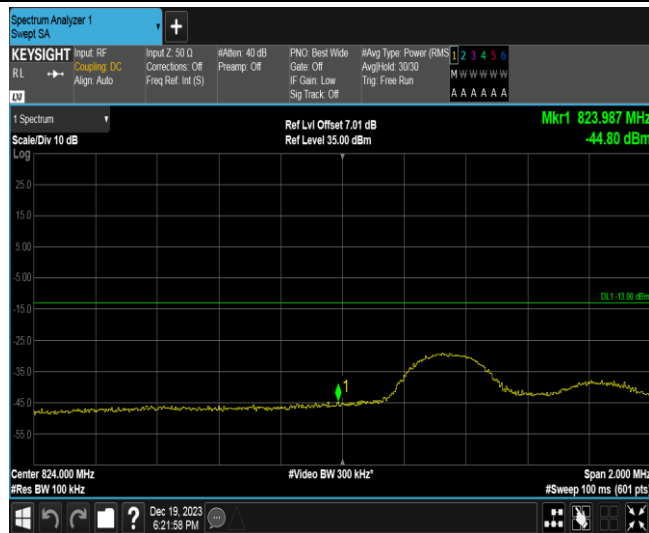 Spectrum Analyzer 1
Swept SA
+
KEYSIGHT
RL
Input: RF
Coupling: DC
Align: Auto
Input Z: 50 Ω
Corrections: Off
Freq Ref: Int (S)
#Atten: 40 dB
Preamp: Off
PNO: Best Wide
Gate: Off
IF Gain: Low
Sig Track: Off
#Avg Type: Power (RMS
Avg|Hold: 30/30
Trig: Free Run
1 2 3 4 5 6
M W W W W W
A A A A A A
LXI
1 Spectrum
Scale/Div 10 dB
Log
Ref Lvl Offset 7.01 dB
Ref Level 35.00 dBm
Mkr1 823.987 MHz
-44.80 dBm
25.0
15.0
5.00
-5.00
DL1 -13.00 dBm
-15.0
-25.0
-35.0
1
-45.0
-55.0
Center 824.000 MHz
#Video BW 300 kHz*
Span 2.000 MHz
#Res BW 100 kHz
#Sweep 100 ms (601 pts)
?
Dec 19, 2023
6:21:58 PM